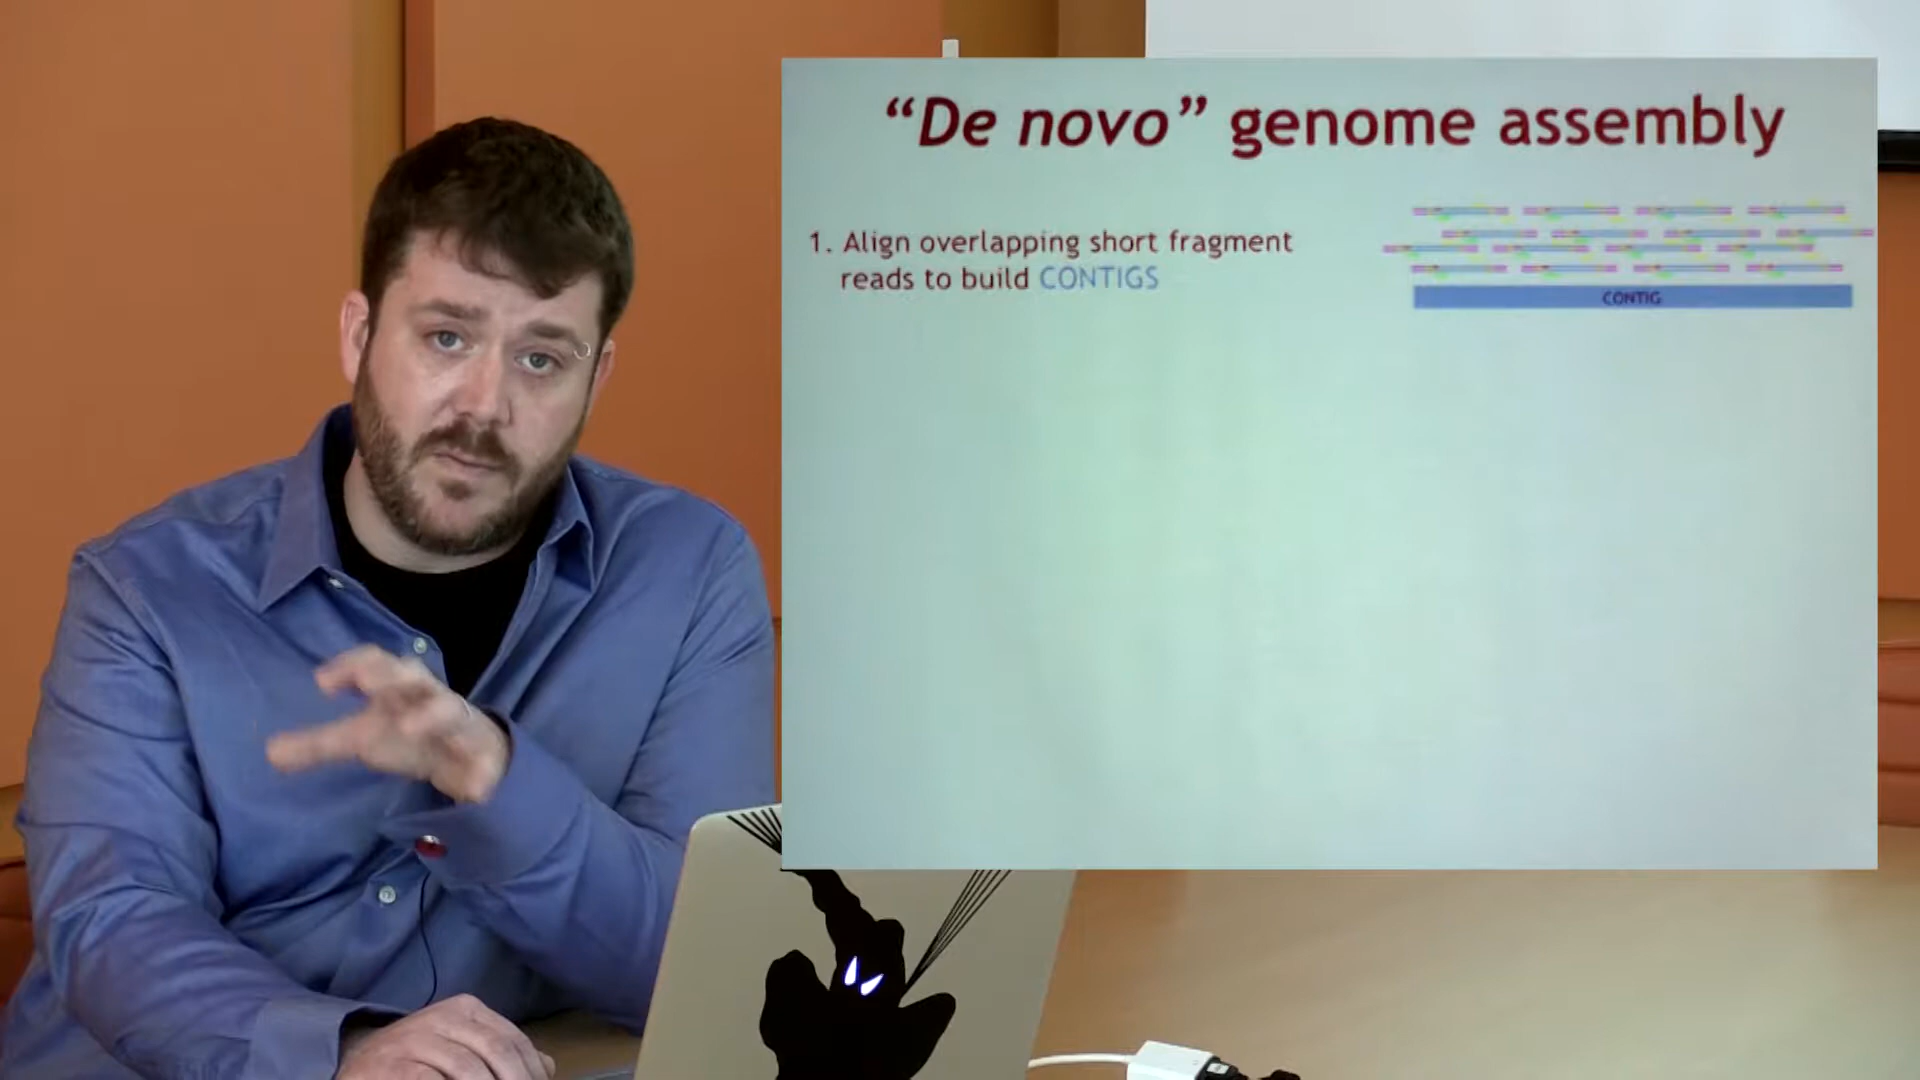 “De novo” genome assembly
1. Align overlapping short fragment
reads to build CONTIGS
CONTIG